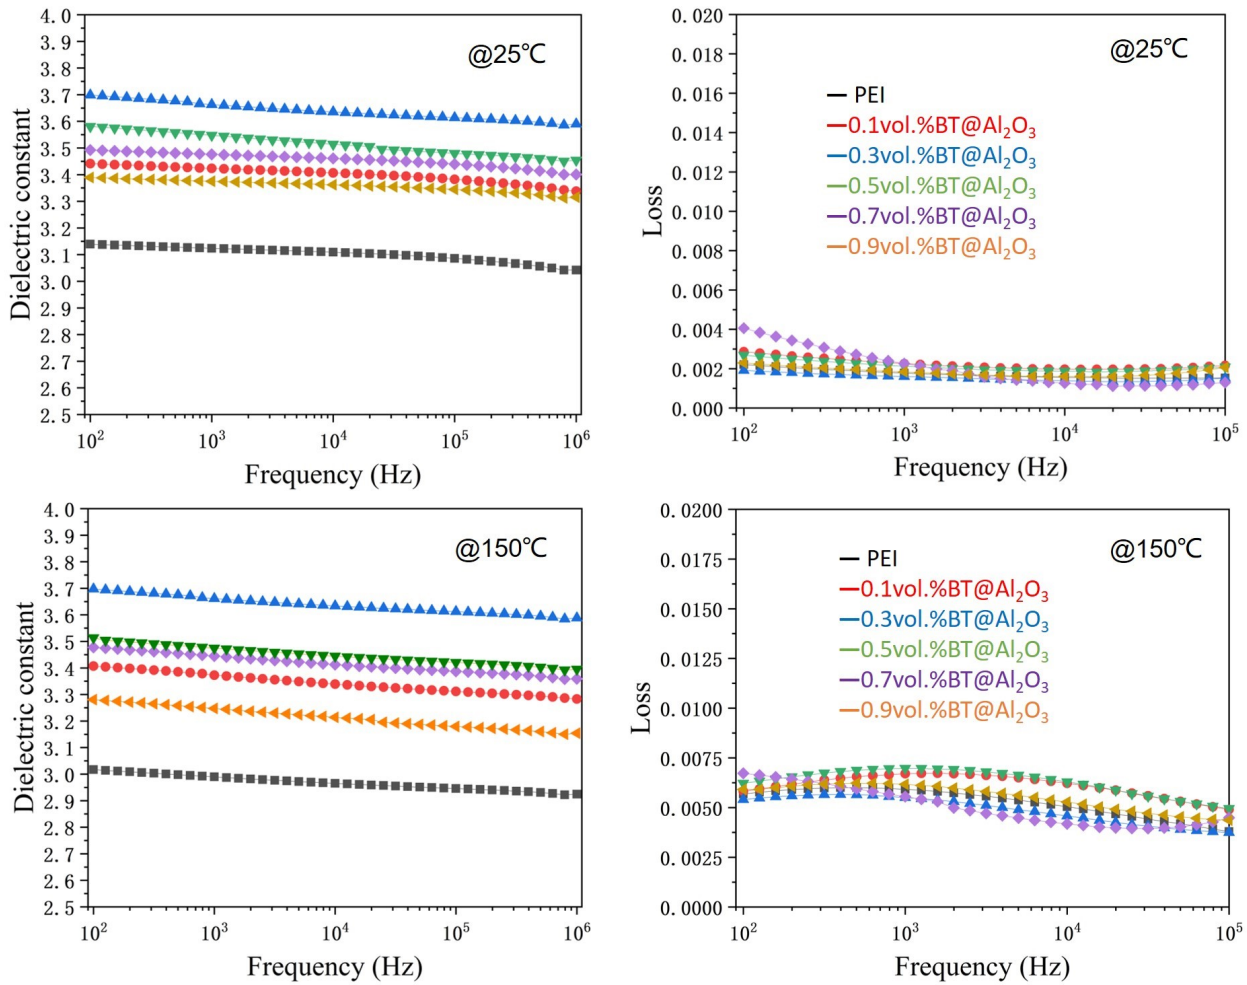 4.0
3.9
3.8
3.7
3.6
3.5
3.4
3.3
3.2
3.1
3.0
2.9
2.8
2.7
2.6
2.5
Dielectric constant
@25℃
10² 10³ 10⁴ 10⁵ 10⁶
Frequency (Hz)
0.020
0.018
0.016
0.014
0.012
0.010
0.008
0.006
0.004
0.002
0.000
Loss
@25℃
PEI
0.1vol.%BT@Al₂O₃
0.3vol.%BT@Al₂O₃
0.5vol.%BT@Al₂O₃
0.7vol.%BT@Al₂O₃
0.9vol.%BT@Al₂O₃
10² 10³ 10⁴ 10⁵
Frequency (Hz)
4.0
3.9
3.8
3.7
3.6
3.5
3.4
3.3
3.2
3.1
3.0
2.9
2.8
2.7
2.6
2.5
Dielectric constant
@150℃
10² 10³ 10⁴ 10⁵ 10⁶
Frequency (Hz)
0.0200
0.0175
0.0150
0.0125
0.0100
0.0075
0.0050
0.0025
0.0000
Loss
@150℃
PEI
0.1vol.%BT@Al₂O₃
0.3vol.%BT@Al₂O₃
0.5vol.%BT@Al₂O₃
0.7vol.%BT@Al₂O₃
0.9vol.%BT@Al₂O₃
10² 10³ 10⁴ 10⁵
Frequency (Hz)